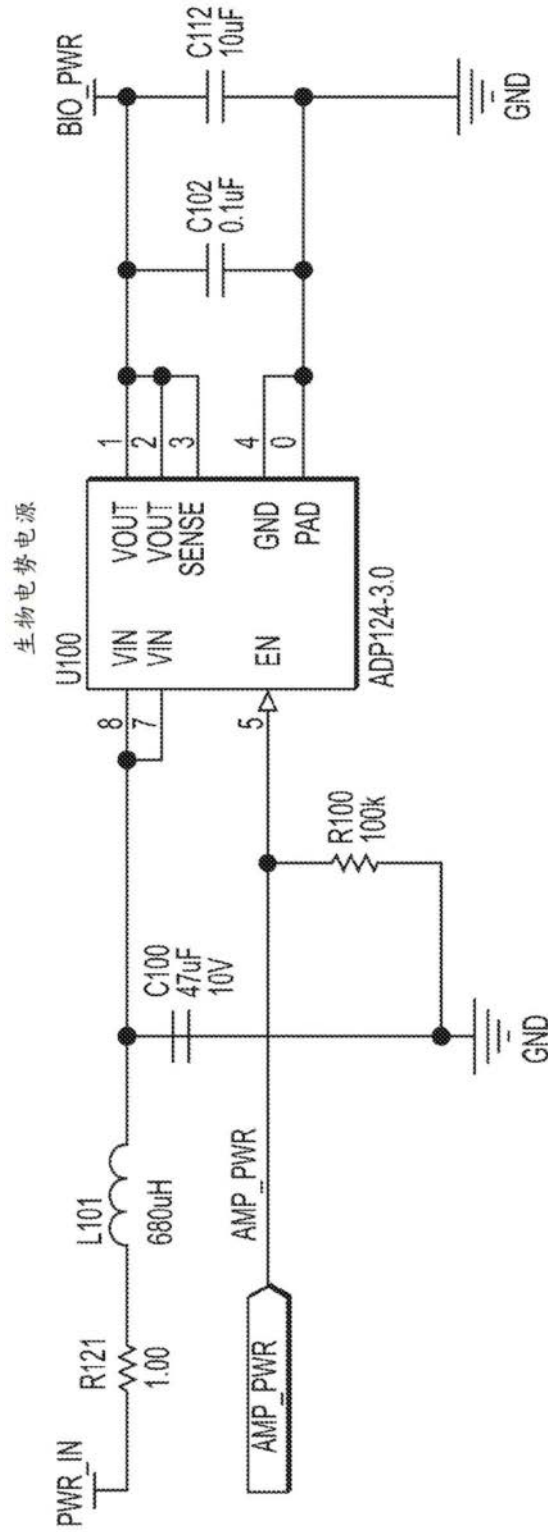 生物电势电源
PWR_IN
R121
1.00
L101
680uH
C100
47uF
10V
AMP_PWR
AMP_PWR
R100
100k
U100
8
7
5
VIN
VIN
EN
VOUT
VOUT
SENSE
GND
PAD
1
2
3
4
0
ADP124-3.0
C102
0.1uF
BIO_PWR
C112
10uF
GND
GND